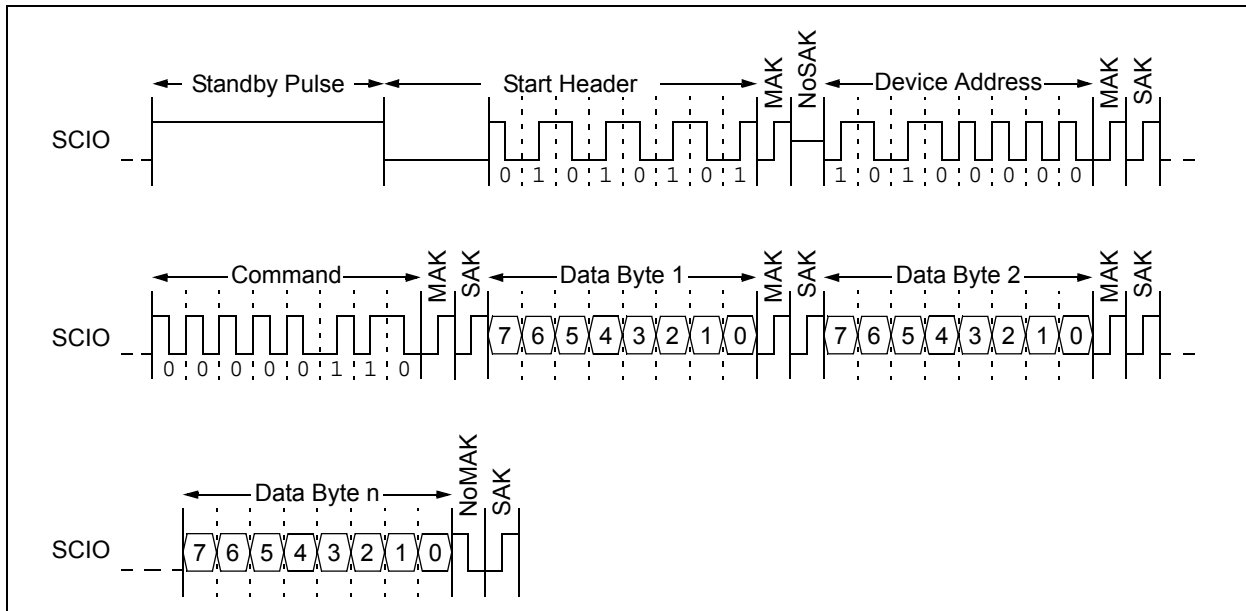 Standby Pulse Start Header MAK NoSAK Device Address MAK SAK
SCIO
0 1 0 1 0 1 0 1 1 0 1 0 0 0 0 0
Command MAK SAK Data Byte 1 MAK SAK Data Byte 2 MAK SAK
SCIO 7 6 5 4 3 2 1 0 7 6 5 4 3 2 1 0
0 0 0 0 0 1 1 0
Data Byte n NoMAK SAK
SCIO 7 6 5 4 3 2 1 0